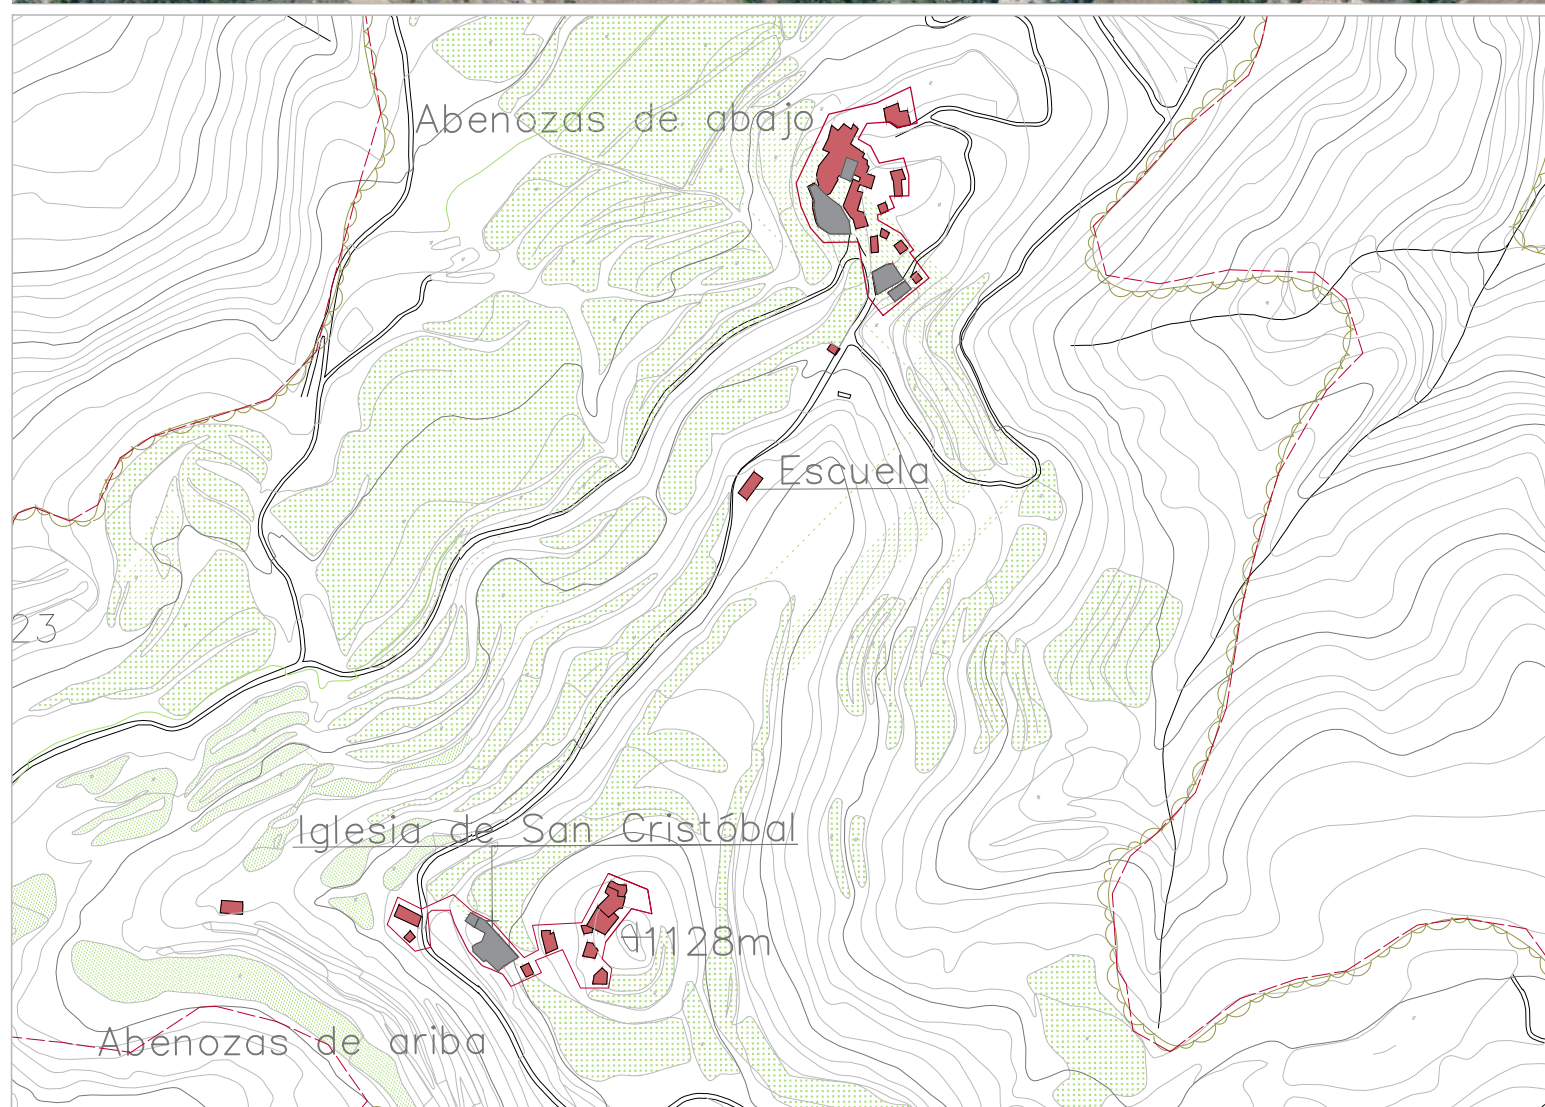 Abenozas de abajo
Escuela
23
Iglesia de San Cristóbal
1128m
Abenozas de ariba